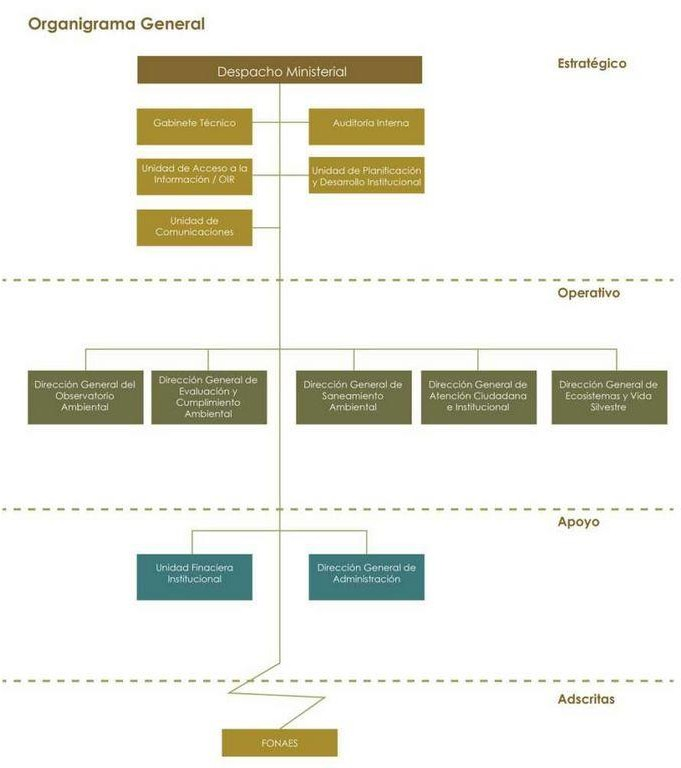 Organigrama General
Despacho Ministerial
Estratégico
Gabinete Técnico
Auditoría Interna
Unidad de Acceso a la
Información / OIR
Unidad de Planificación
y Desarrollo Institucional
Unidad de
Comunicaciones
Operativo
Dirección General del
Observatorio
Ambiental
Dirección General de
Evaluación y
Cumplimiento
Ambiental
Dirección General de
Saneamiento
Ambiental
Dirección General de
Atención Ciudadana
e Institucional
Dirección General de
Ecosistemas y Vida
Silvestre
Apoyo
Unidad Finaciera
Institucional
Dirección General de
Administración
Adscritas
FONAES